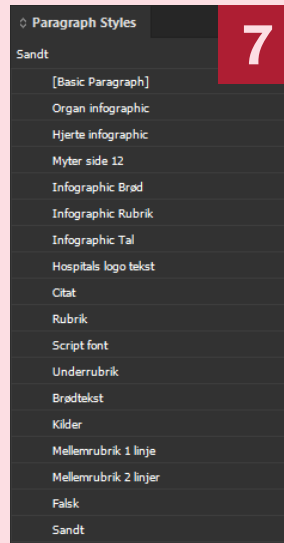 Paragraph Styles
7
Sandt
[Basic Paragraph]
Organ infographic
Hjerte infographic
Myter side 12
Infographic Brød
Infographic Rubrik
Infographic Tal
Hospitals logo tekst
Citat
Rubrik
Script font
Underrubrik
Brødtekst
Kilder
Mellemrubrik 1 linje
Mellemrubrik 2 linjer
Falsk
Sandt